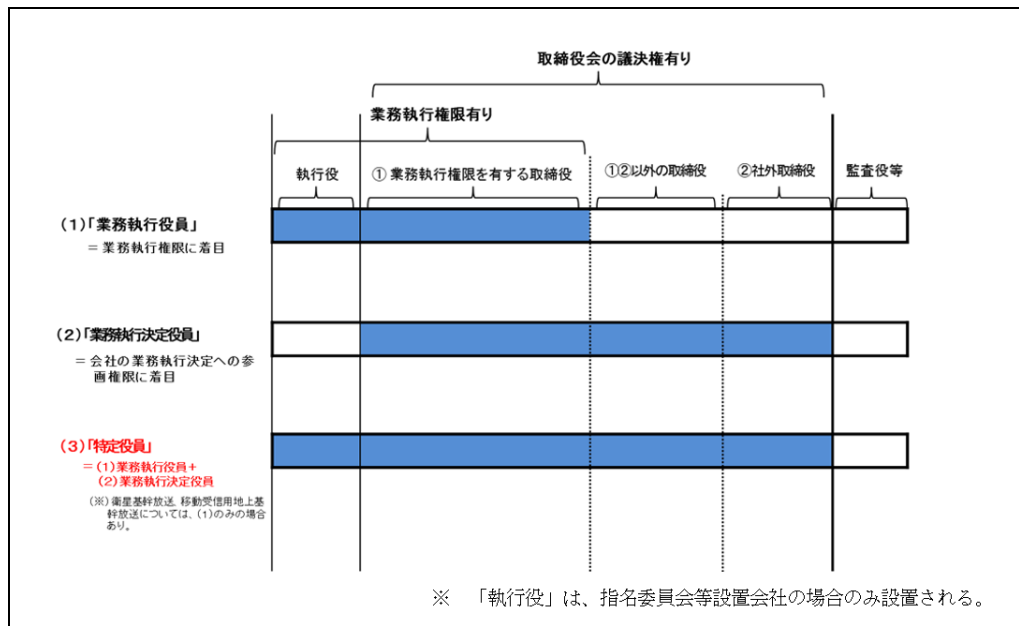 取締役会の議決権有り
業務執行権限有り
執行役
①業務執行権限を有する取締役
①②以外の取締役
②社外取締役
監査役等
(1)「業務執行役員」
＝業務執行権限に着目
(2)「業務執行決定役員」
＝会社の業務執行決定への参
画権限に着目
(3)「特定役員」
＝(1)業務執行役員＋
(2)業務執行決定役員
(※)衛星基幹放送、移動受信用地上基
幹放送については、(1)のみの場合
あり。
※　「執行役」は、指名委員会等設置会社の場合のみ設置される。